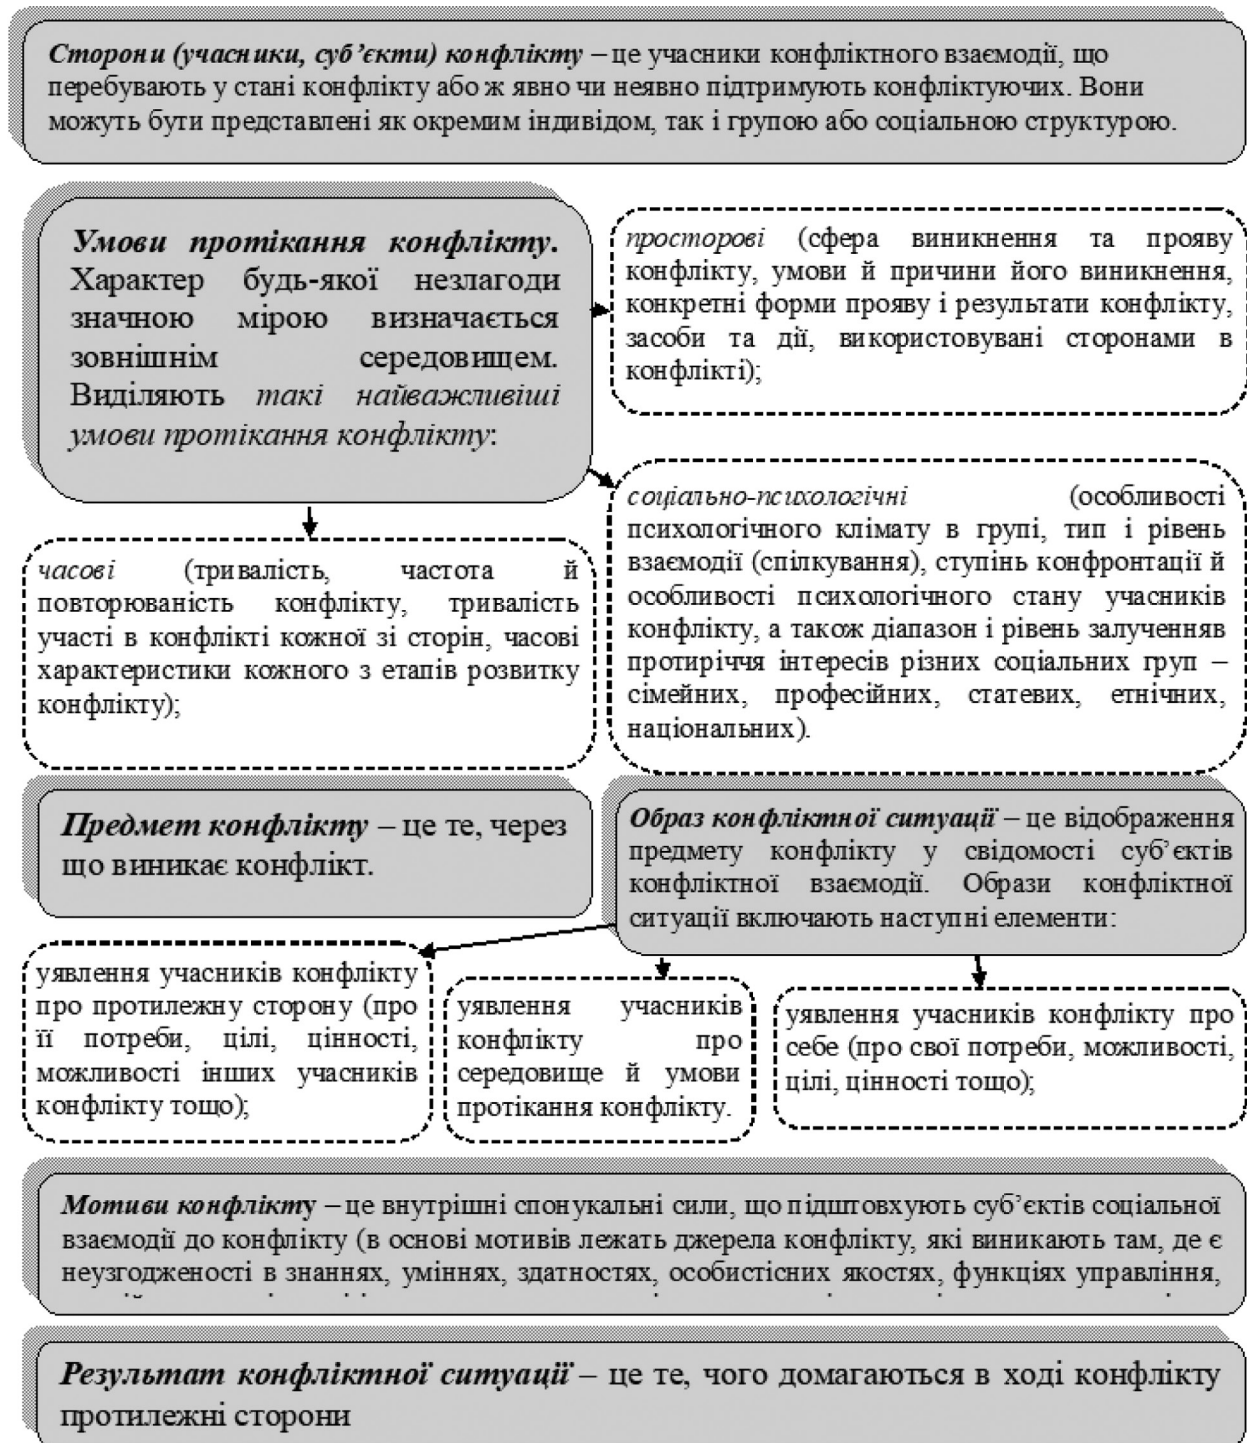 Сторони (учасники, суб’єкти) конфлікту – це учасники конфліктного взаємодії, що
перебувають у стані конфлікту або ж явно чи неявно підтримують конфліктуючих. Вони
можуть бути представлені як окремим індивідом, так і групою або соціальною структурою.
Умови протікання конфлікту.
Характер будь-якої незлагоди
значною мірою визначається
зовнішнім середовищем.
Виділяють такі найважливіші
умови протікання конфлікту:
просторові (сфера виникнення та прояву
конфлікту, умови й причини його виникнення,
конкретні форми прояву і результати конфлікту,
засоби та дії, використовувані сторонами в
конфлікті);
соціально-психологічні (особливості
психологічного клімату в групі, тип і рівень
взаємодії (спілкування), ступінь конфронтації й
особливості психологічного стану учасників
конфлікту, а також діапазон і рівень залученняв
протиріччя інтересів різних соціальних груп –
сімейних, професійних, статевих, етнічних,
національних).
часові (тривалість, частота й
повторюваність конфлікту, тривалість
участі в конфлікті кожної зі сторін, часові
характеристики кожного з етапів розвитку
конфлікту);
Предмет конфлікту – це те, через
що виникає конфлікт.
Образ конфліктної ситуації – це відображення
предмету конфлікту у свідомості суб’єктів
конфліктної взаємодії. Образи конфліктної
ситуації включають наступні елементи:
уявлення учасників конфлікту
про протилежну сторону (про
її потреби, цілі, цінності,
можливості інших учасників
конфлікту тощо);
уявлення учасників
конфлікту про
середовище й умови
протікання конфлікту.
уявлення учасників конфлікту про
себе (про свої потреби, можливості,
цілі, цінності тощо);
Мотиви конфлікту – це внутрішні спонукальні сили, що підштовхують суб’єктів соціальної
взаємодії до конфлікту (в основі мотивів лежать джерела конфлікту, які виникають там, де є
неузгодженості в знаннях, уміннях, здатностях, особистісних якостях, функціях управління,
Результат конфліктної ситуації – це те, чого домагаються в ході конфлікту
протилежні сторони